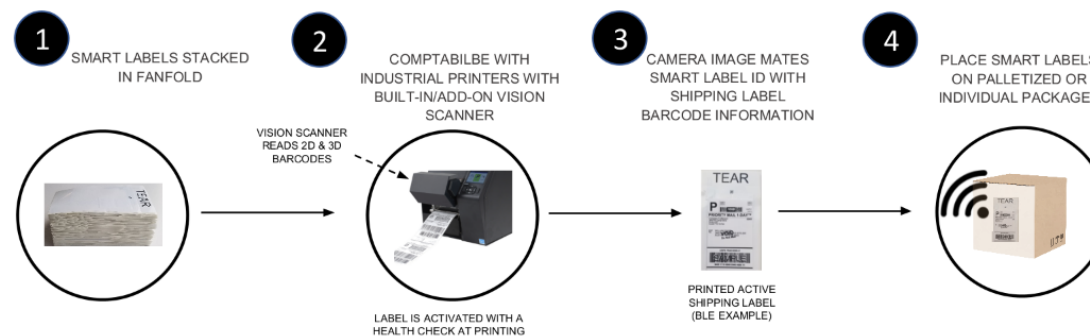 1
SMART LABELS STACKED
IN FANFOLD
TEAR
2
COMPTABILBE WITH
INDUSTRIAL PRINTERS WITH
BUILT-IN/ADD-ON VISION
SCANNER
VISION SCANNER
READS 2D & 3D
BARCODES
LABEL IS ACTIVATED WITH A
HEALTH CHECK AT PRINTING
3
CAMERA IMAGE MATES
SMART LABEL ID WITH
SHIPPING LABEL
BARCODE INFORMATION
TEAR
P
PRINTED ACTIVE
SHIPPING LABEL
(BLE EXAMPLE)
4
PLACE SMART LABELS
ON PALLETIZED OR
INDIVIDUAL PACKAGE
TEAR